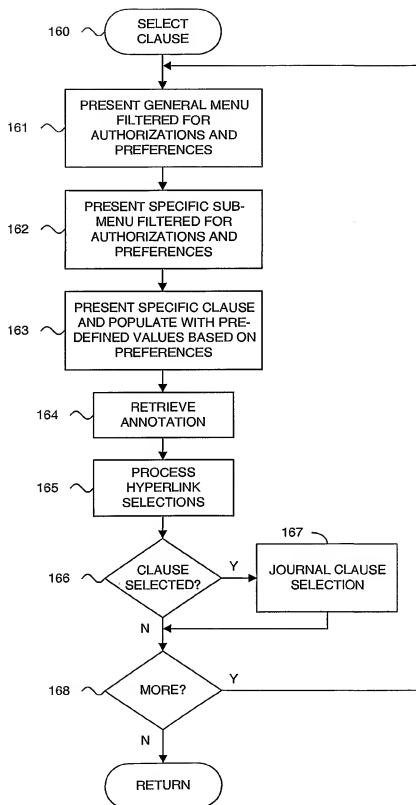 160
SELECT
CLAUSE
161
PRESENT GENERAL MENU
FILTERED FOR
AUTHORIZATIONS AND
PREFERENCES
162
PRESENT SPECIFIC SUB-
MENU FILTERED FOR
AUTHORIZATIONS AND
PREFERENCES
163
PRESENT SPECIFIC CLAUSE
AND POPULATE WITH PRE-
DEFINED VALUES BASED ON
PREFERENCES
164
RETRIEVE
ANNOTATION
165
PROCESS
HYPERLINK
SELECTIONS
166
CLAUSE
SELECTED?
Y
167
JOURNAL CLAUSE
SELECTION
N
168
MORE?
Y
N
RETURN